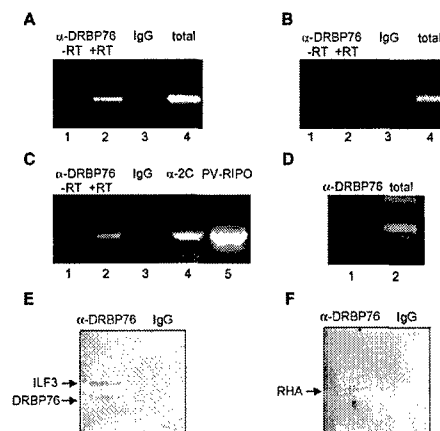 A
α-DRBP76 IgG total
-RT +RT
1 2 3 4
B
α-DRBP76 IgG total
-RT +RT
1 2 3 4
C
α-DRBP76 IgG α-2C PV-RIPO
-RT +RT
1 2 3 4 5
D
α-DRBP76 total
1 2
E
α-DRBP76 IgG
ILF3
DRBP76
F
α-DRBP76 IgG
RHA